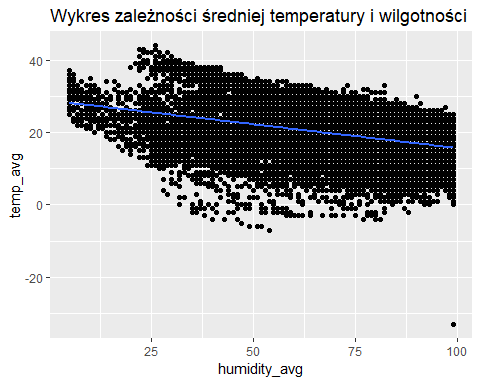 Wykres zależności średniej temperatury i wilgotności
40
20
0
-20
temp_avg
25
50
75
100
humidity_avg